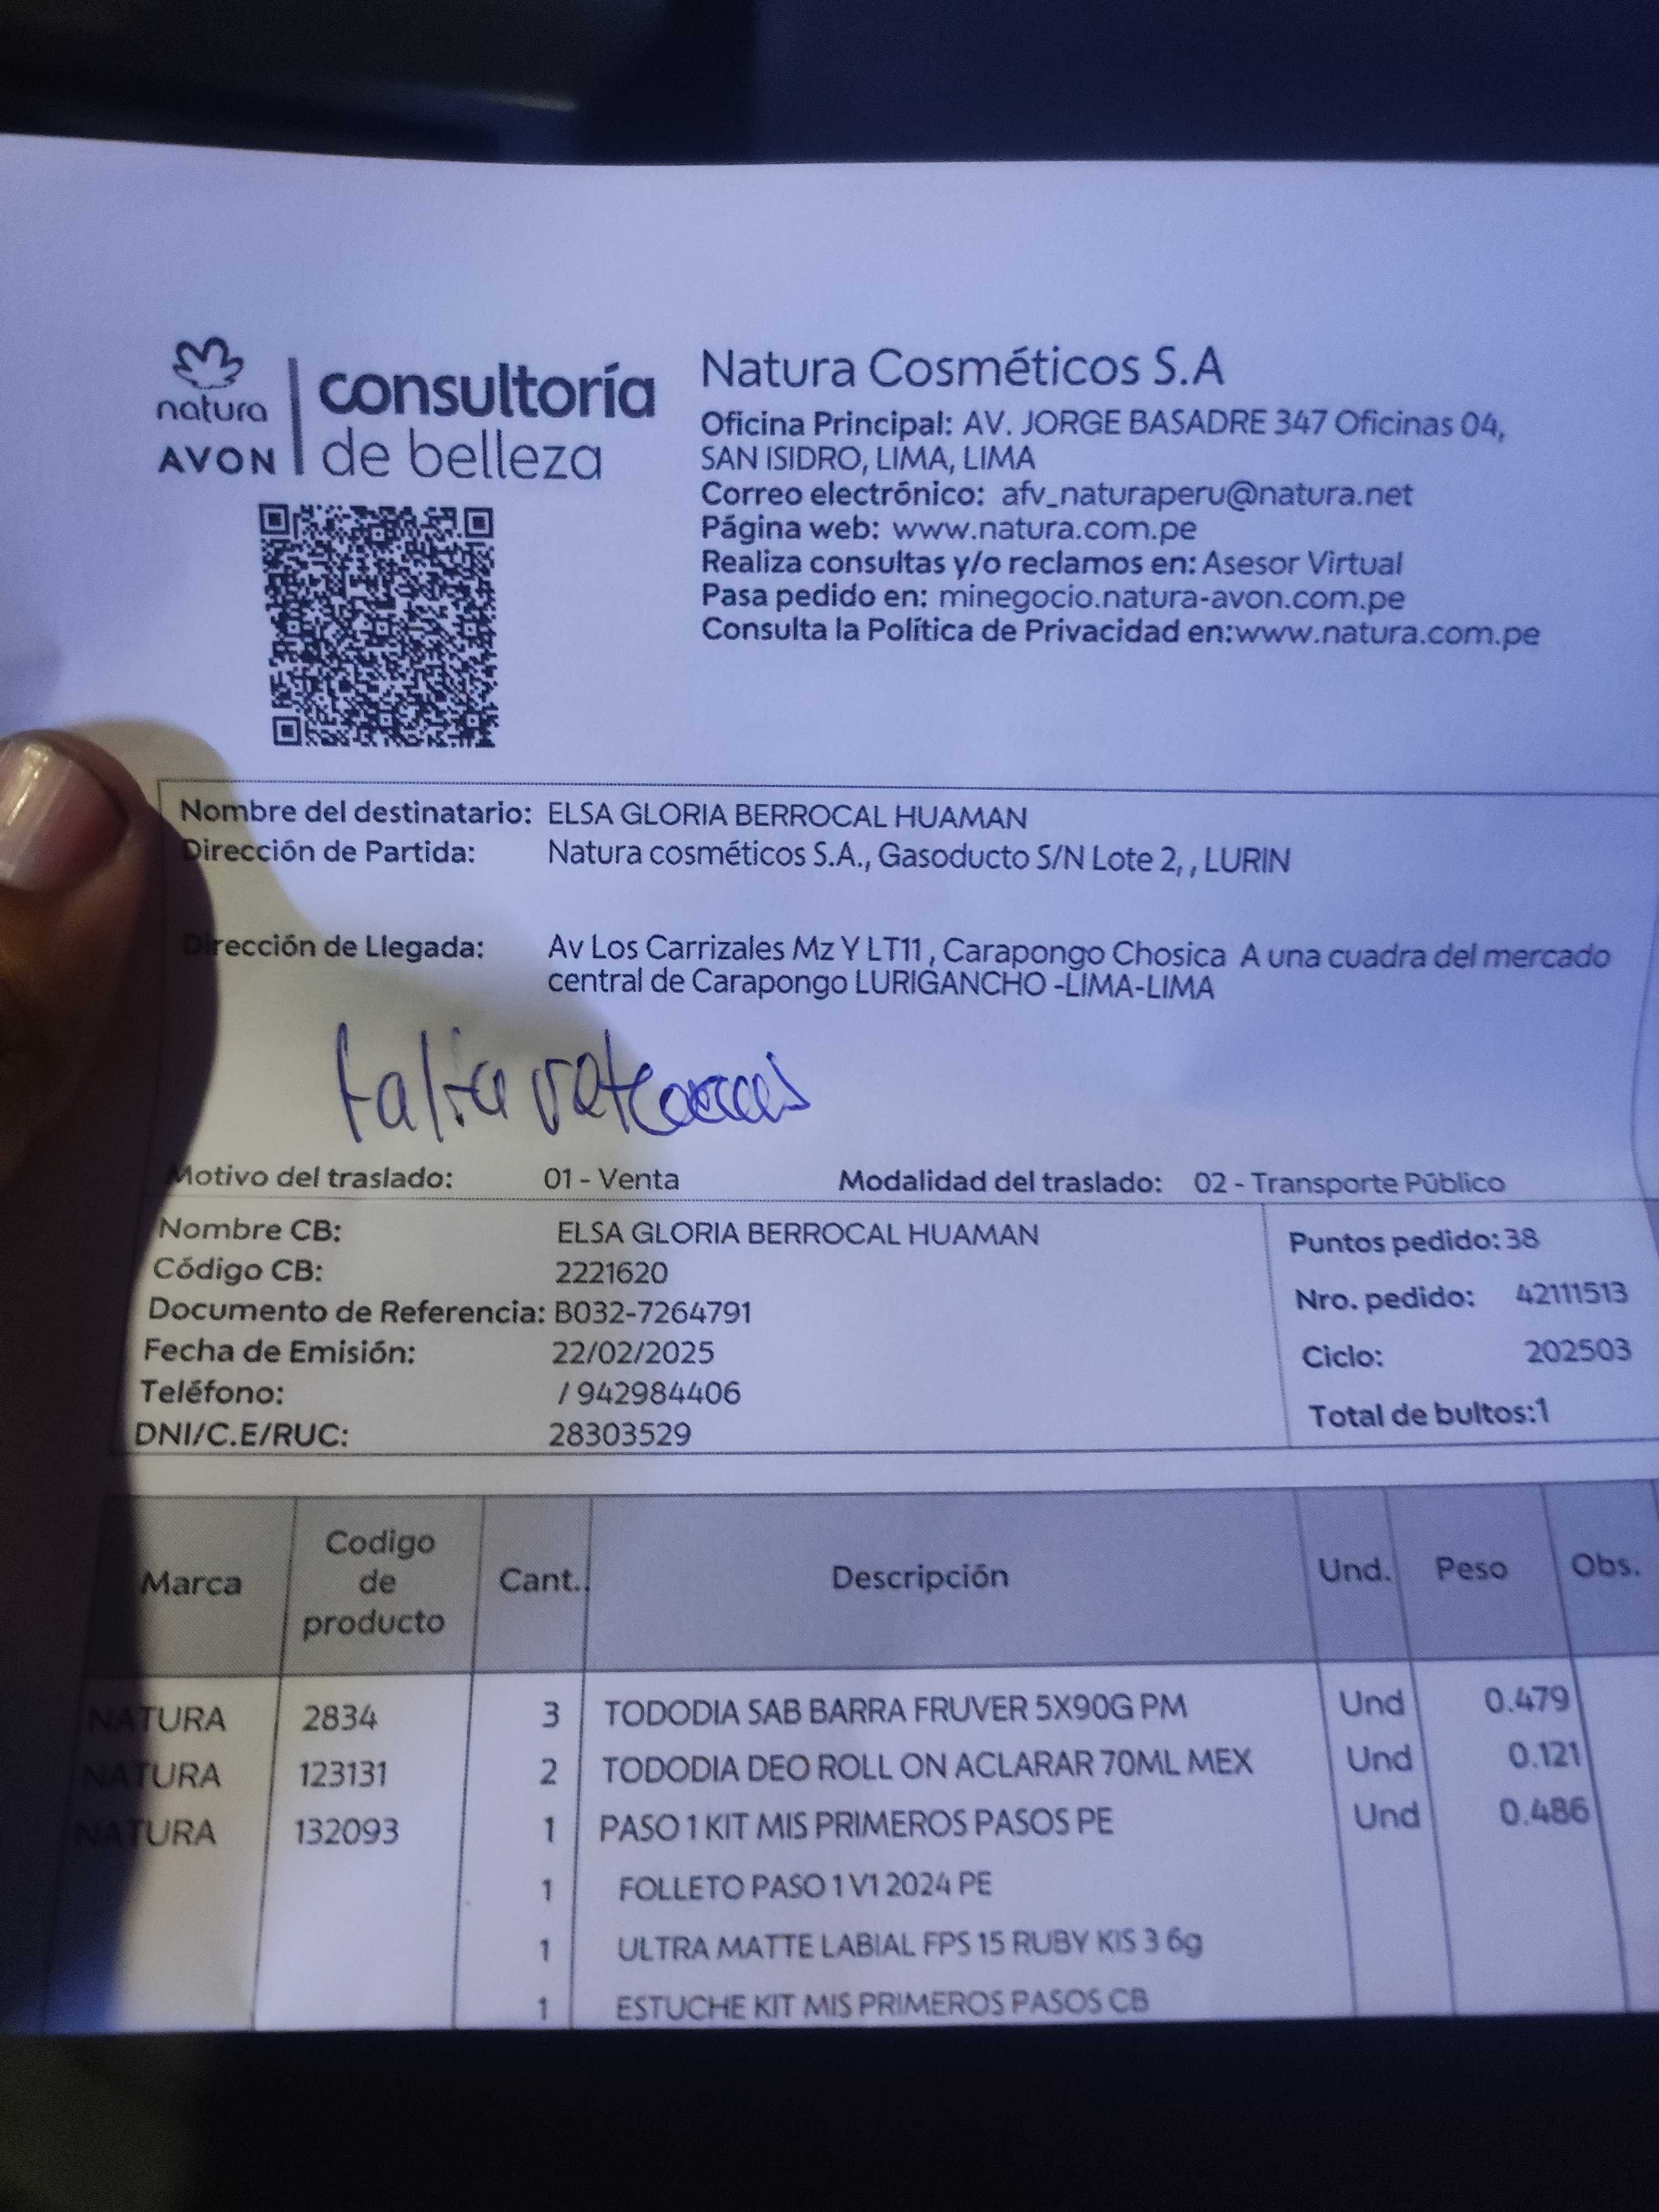 natura
AVON
consultoría
de belleza
Natura Cosméticos S.A
Oficina Principal: AV. JORGE BASADRE 347 Oficinas 04,
SAN ISIDRO, LIMA, LIMA
Correo electrónico: afv_naturaperu@natura.net
Página web: www.natura.com.pe
Realiza consultas y/o reclamos en: Asesor Virtual
Pasa pedido en: minegocio.natura-avon.com.pe
Consulta la Política de Privacidad en:www.natura.com.pe
Nombre del destinatario: ELSA GLORIA BERROCAL HUAMAN
Dirección de Partida: Natura cosméticos S.A., Gasoducto S/N Lote 2, , LURIN
Dirección de Llegada: Av Los Carrizales Mz Y LT11 , Carapongo Chosica A una cuadra del mercado
central de Carapongo LURIGANCHO -LIMA-LIMA
Motivo del traslado: 01 - Venta Modalidad del traslado: 02 - Transporte Público
Nombre CB: ELSA GLORIA BERROCAL HUAMAN
Código CB: 2221620
Documento de Referencia: B032-7264791
Fecha de Emisión: 22/02/2025
Teléfono: / 942984406
DNI/C.E/RUC: 28303529
Puntos pedido: 38
Nro. pedido: 42111513
Ciclo: 202503
Total de bultos:1
Marca Codigo de producto Cant. Descripción Und. Peso Obs.
NATURA 2834 3 TODODIA SAB BARRA FRUVER 5X90G PM Und 0.479
NATURA 123131 2 TODODIA DEO ROLL ON ACLARAR 70ML MEX Und 0.121
NATURA 132093 1 PASO 1 KIT MIS PRIMEROS PASOS PE Und 0.486
1 FOLLETO PASO 1 V1 2024 PE
1 ULTRA MATTE LABIAL FPS 15 RUBY KIS 3 6g
1 ESTUCHE KIT MIS PRIMEROS PASOS CB